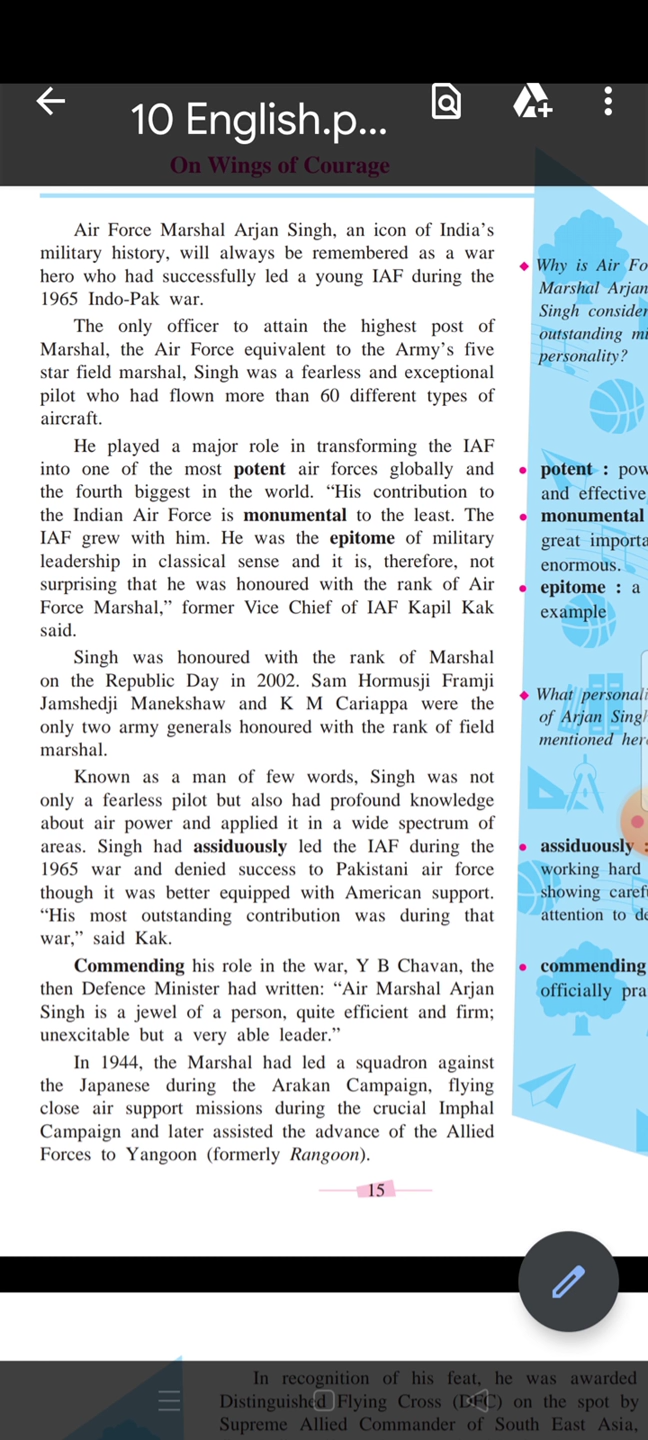 10 English.p...
On Wings of Courage
Air Force Marshal Arjan Singh, an icon of India's
military history, will always be remembered as a war
hero who had successfully led a young IAF during the
1965 Indo-Pak war.
The only officer to attain the highest post of
Marshal, the Air Force equivalent to the Army's five
star field marshal, Singh was a fearless and exceptional
pilot who had flown more than 60 different types of
aircraft.
He played a major role in transforming the IAF
into one of the most potent air forces globally and
the fourth biggest in the world. "His contribution to
the Indian Air Force is monumental to the least. The
IAF grew with him. He was the epitome of military
leadership in classical sense and it is, therefore, not
surprising that he was honoured with the rank of Air
Force Marshal," former Vice Chief of IAF Kapil Kak
said.
Singh was honoured with the rank of Marshal
on the Republic Day in 2002. Sam Hormusji Framji
Jamshedji Manekshaw and K M Cariappa were the
only two army generals honoured with the rank of field
marshal.
Known as a man of few words, Singh was not
only a fearless pilot but also had profound knowledge
about air power and applied it in a wide spectrum of
areas. Singh had assiduously led the IAF during the
1965 war and denied success to Pakistani air force
though it was better equipped with American support.
"His most outstanding contribution was during that
war," said Kak.
Commending his role in the war, Y B Chavan, the
then Defence Minister had written: "Air Marshal Arjan
Singh is a jewel of a person, quite efficient and firm;
unexcitable but a very able leader."
In 1944, the Marshal had led a squadron against
the Japanese during the Arakan Campaign, flying
close air support missions during the crucial Imphal
Campaign and later assisted the advance of the Allied
Forces to Yangoon (formerly Rangoon).
Why is Air Fo
Marshal Arjan
Singh consider
outstanding mi
personality?
potent : pow
and effective
monumental
great importa
enormous.
epitome : a
example
What personali
of Arjan Singh
mentioned here
assiduously :
working hard
showing carefu
attention to de
commending
officially pra
15
In recognition of his feat, he was awarded
Distinguished Flying Cross (DFC) on the spot by
Supreme Allied Commander of South East Asia,